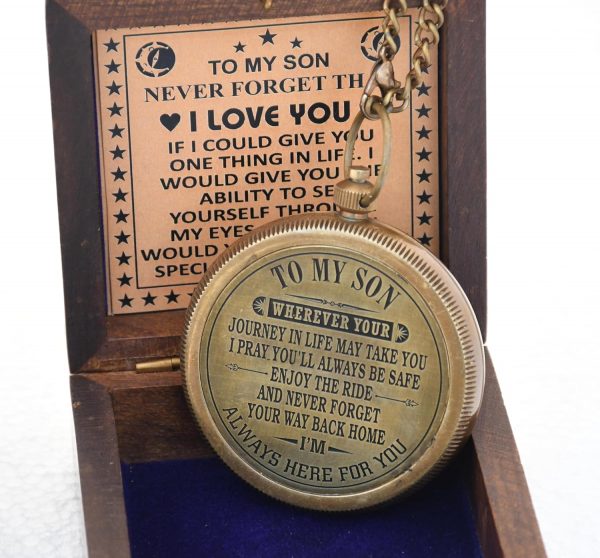 TO MY SON
NEVER FORGET
I LOVE YOU
IF I COULD GIVE YOU
ONE THING IN LIFE. I
WOULD GIVE YOU
ABILITY TO
YOURSELF
MY EYES
WOULD
TO MY SON
WHEREVER YOUR
JOURNEY IN LIFE MAY TAKE YOU
I PRAY YOU'LL ALWAYS BE SAFE
ENJOY THE RIDE
AND NEVER FORGET
YOUR WAY BACK HOME
I'M
ALWAYS HERE FOR YOU